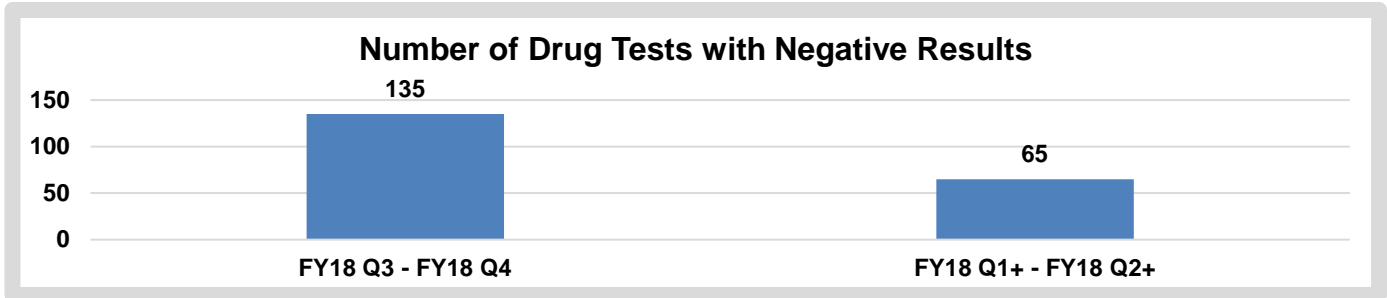 Number of Drug Tests with Negative Results
135
150
100
65
50
0
FY18 Q3 - FY18 Q4
FY18 Q1+ - FY18 Q2+